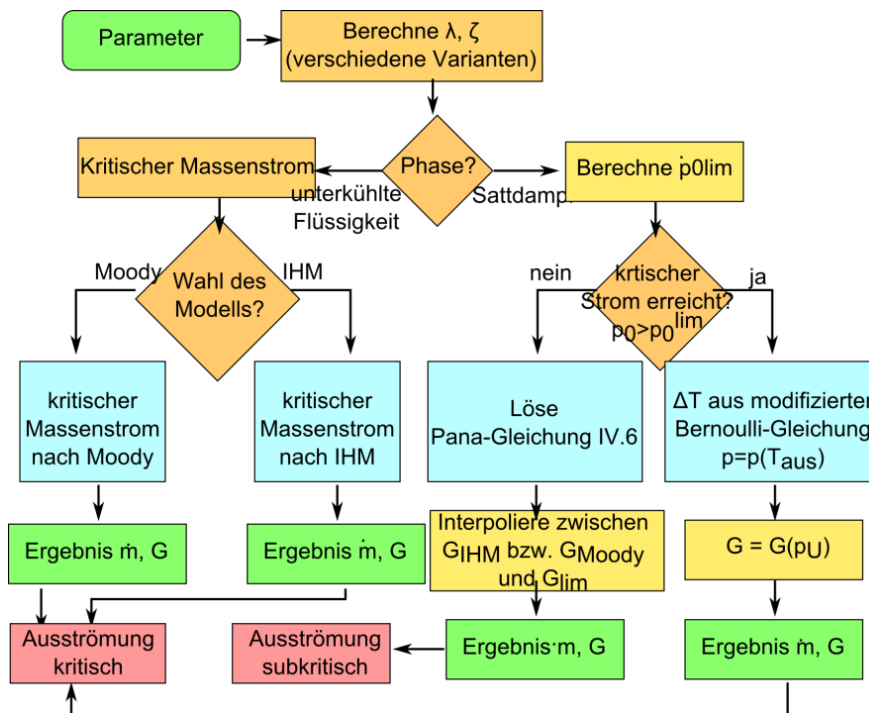 Parameter
Berechne λ, ζ
(verschiedene Varianten)
Kritischer Massenstrom
Phase?
Berechne ṗ0lim
unterkühlte
Flüssigkeit
Sattdampf
Moody
IHM
Wahl des
Modells?
nein
ja
krtischer
Strom erreicht?
p0>p0lim
kritischer
Massenstrom
nach Moody
kritischer
Massenstrom
nach IHM
Löse
Pana-Gleichung IV.6
ΔT aus modifizierter
Bernoulli-Gleichung
p=p(Taus)
Ergebnis ṁ, G
Ergebnis ṁ, G
Interpoliere zwischen
GIHM bzw. GMoody
und Glim
G = G(pU)
Ausströmung
kritisch
Ausströmung
subkritisch
Ergebnis·m, G
Ergebnis ṁ, G